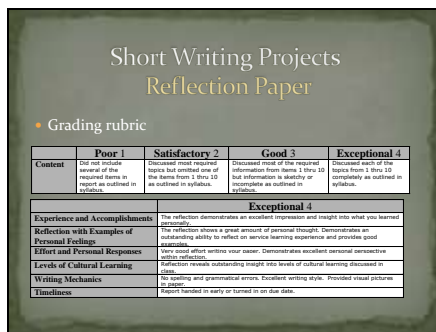 Short Writing Projects
Reflection Paper
• Grading rubric
Poor 1 Satisfactory 2 Good 3 Exceptional 4
Content
Did not include several of the required items in report as outlined in syllabus.
Discussed most required topics but omitted one of the items from 1 thru 10 as outlined in syllabus.
Discussed most of the required information from items 1 thru 10 but information is sketchy or incomplete as outlined in syllabus.
Discussed each of the topics from 1 thru 10 completely as outlined in syllabus.
Exceptional 4
Experience and Accomplishments
The reflection demonstrates an excellent impression and insight into what you learned personally.
Reflection with Examples of Personal Feelings
The reflection shows a great amount of personal thought. Demonstrates an outstanding ability to reflect on service learning experience and provides good examples.
Effort and Personal Responses
Very good effort writing your paper. Demonstrates excellent personal perspective within reflection.
Levels of Cultural Learning
Reflection reveals outstanding insight into levels of cultural learning discussed in class.
Writing Mechanics
No spelling and grammatical errors. Excellent writing style. Provided visual pictures in paper.
Timeliness
Report handed in early or turned in on due date.